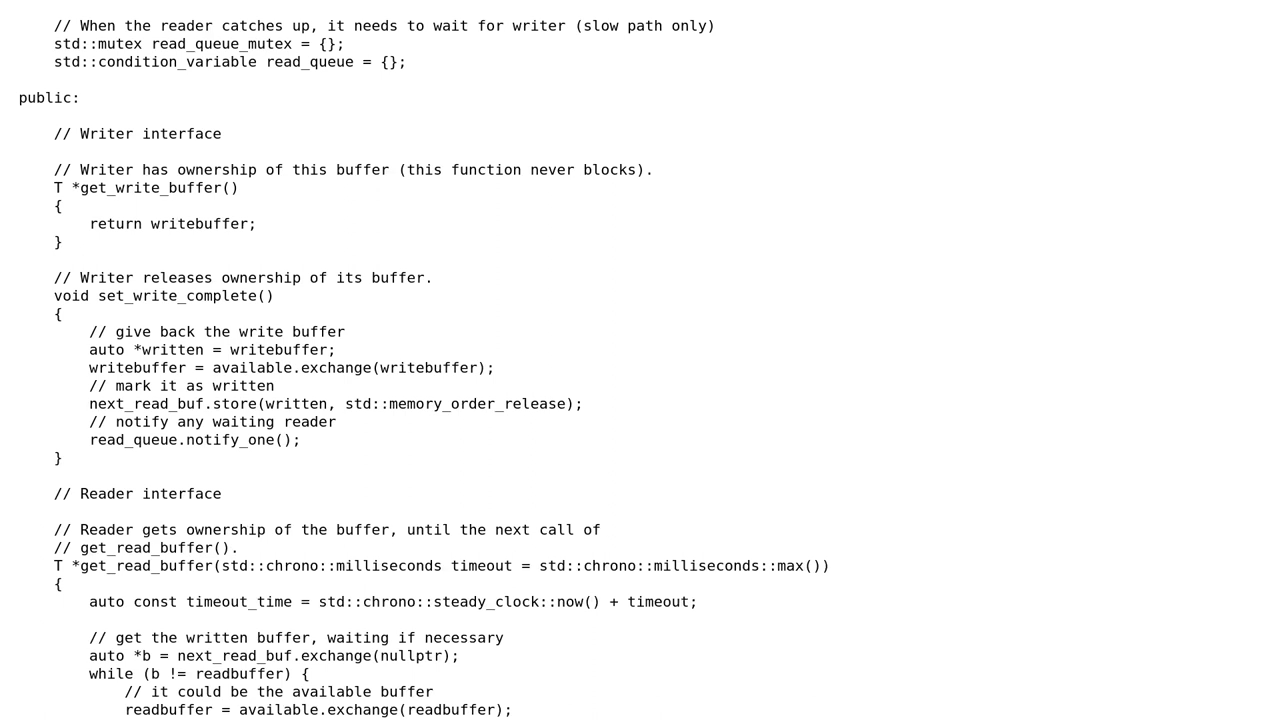 // When the reader catches up, it needs to wait for writer (slow path only)
std::mutex read_queue_mutex = {};
std::condition_variable read_queue = {};
public:
// Writer interface
// Writer has ownership of this buffer (this function never blocks).
T *get_write_buffer()
{
return writebuffer;
}
// Writer releases ownership of its buffer.
void set_write_complete()
{
// give back the write buffer
auto *written = writebuffer;
writebuffer = available.exchange(writebuffer);
// mark it as written
next_read_buf.store(written, std::memory_order_release);
// notify any waiting reader
read_queue.notify_one();
}
// Reader interface
// Reader gets ownership of the buffer, until the next call of
// get_read_buffer().
T *get_read_buffer(std::chrono::milliseconds timeout = std::chrono::milliseconds::max())
{
auto const timeout_time = std::chrono::steady_clock::now() + timeout;
// get the written buffer, waiting if necessary
auto *b = next_read_buf.exchange(nullptr);
while (b != readbuffer) {
// it could be the available buffer
readbuffer = available.exchange(readbuffer);